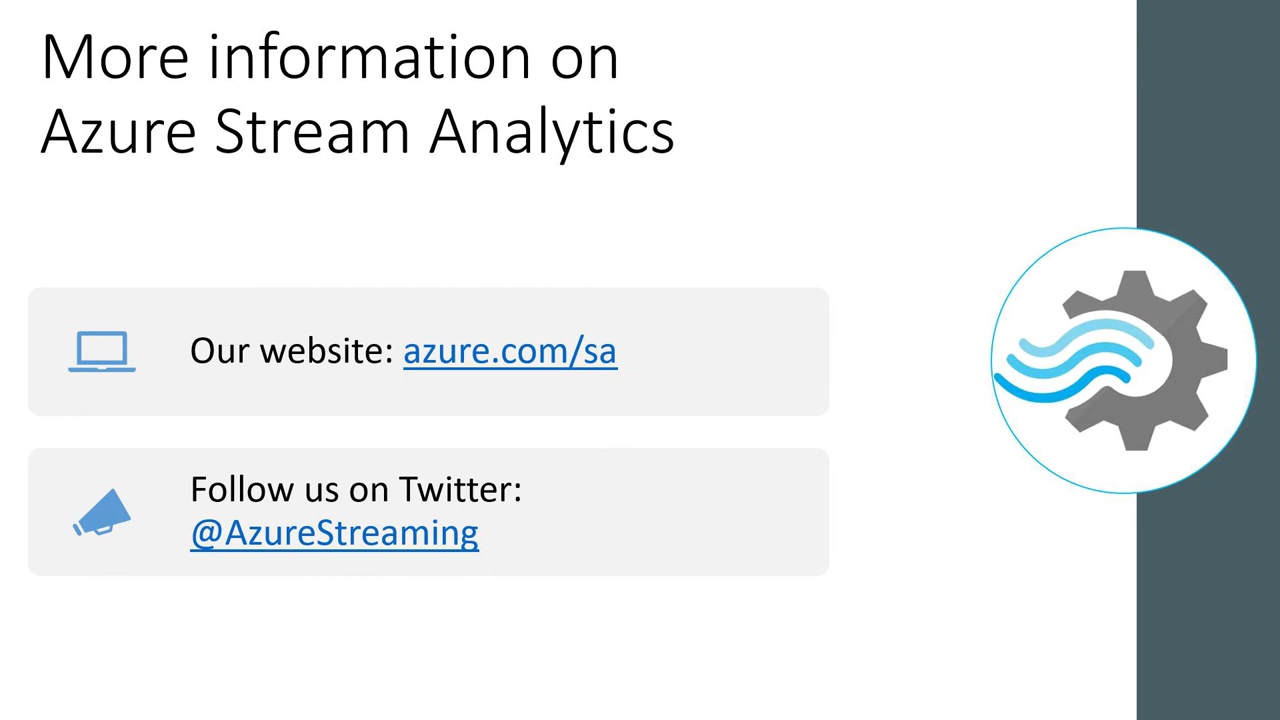 More information on
Azure Stream Analytics
Our website: azure.com/sa
Follow us on Twitter:
@AzureStreaming